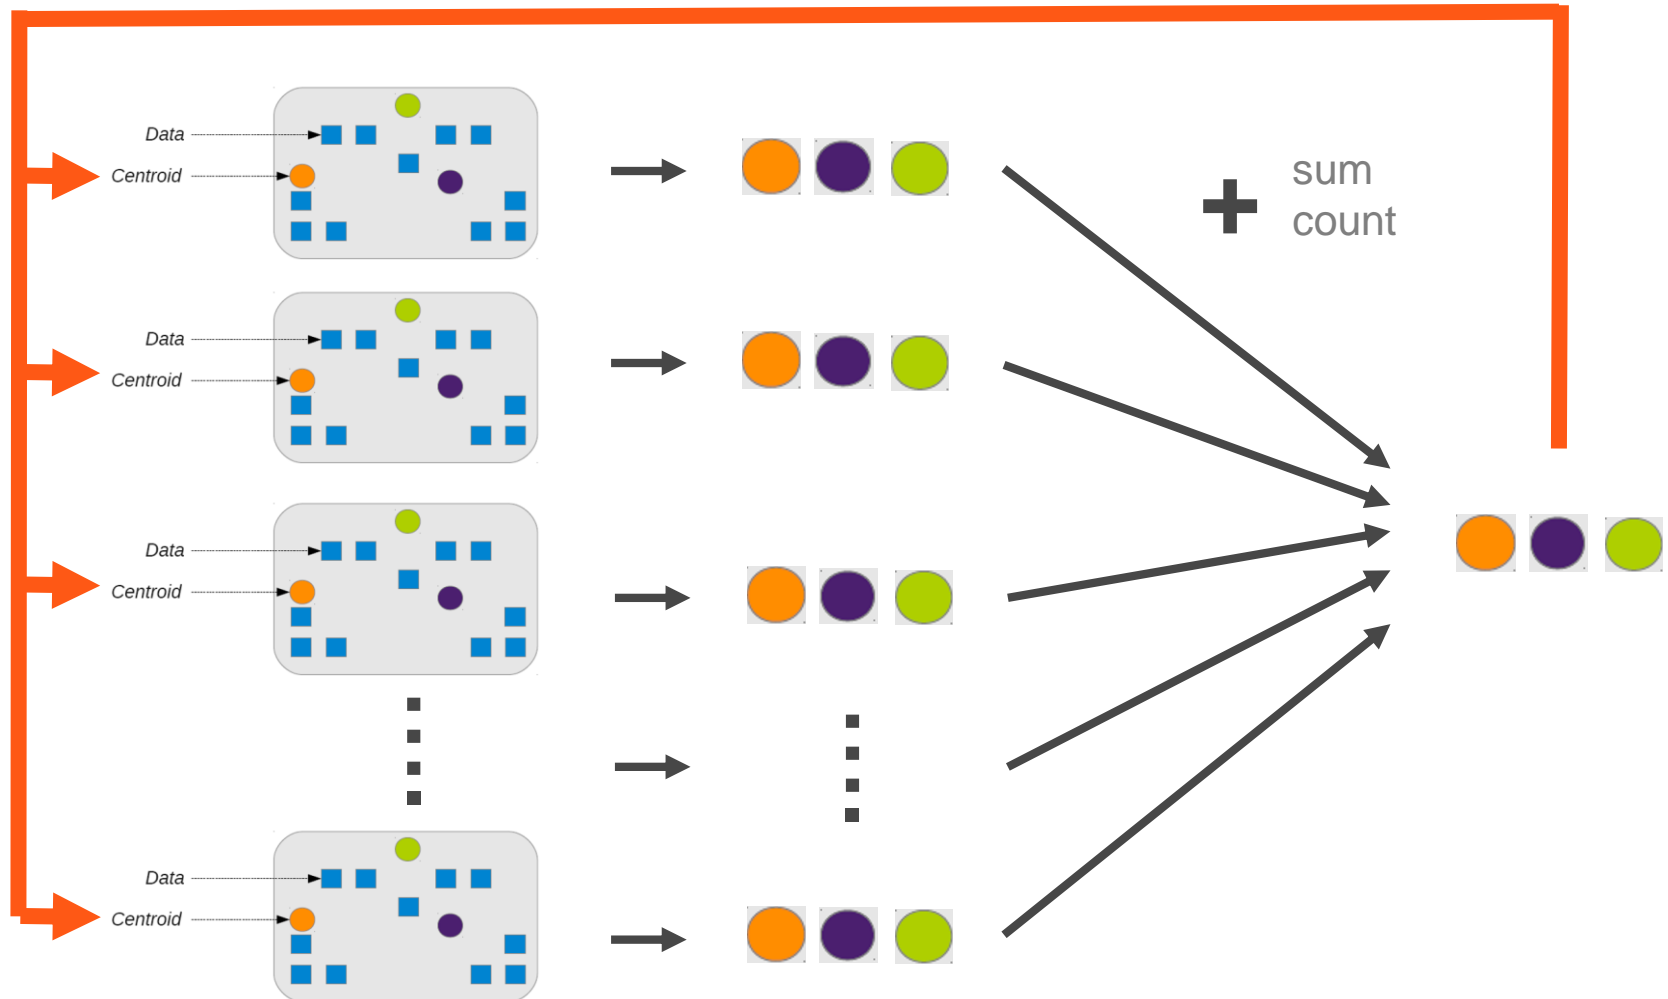 Data
Centroid
sum
count
Data
Centroid
Data
Centroid
Data
Centroid